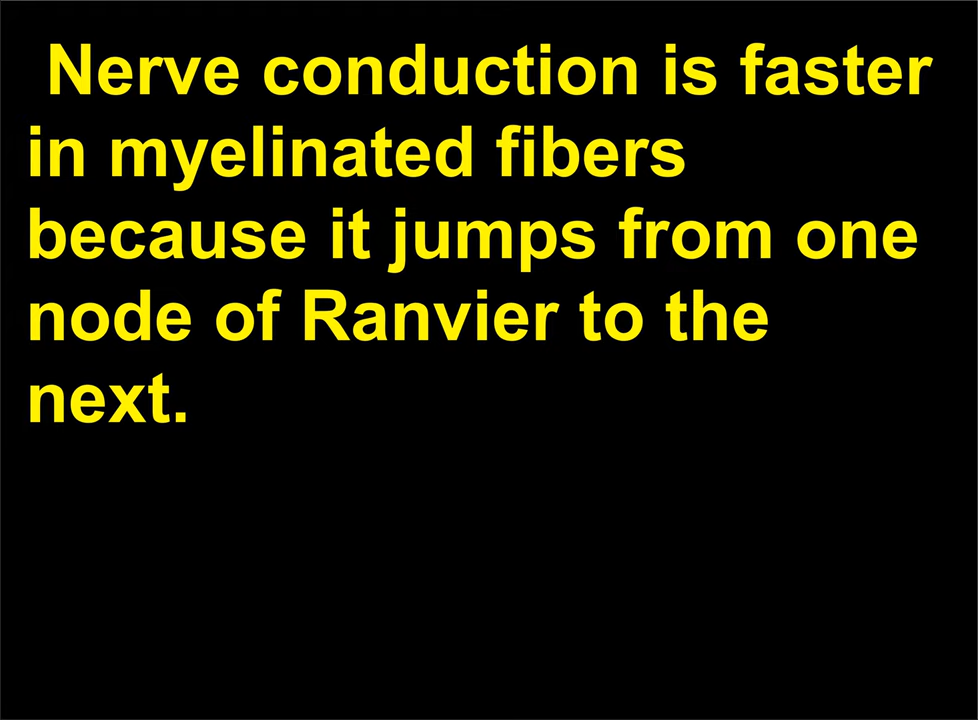 Nerve conduction is faster
in myelinated fibers
because it jumps from one
node of Ranvier to the
next.